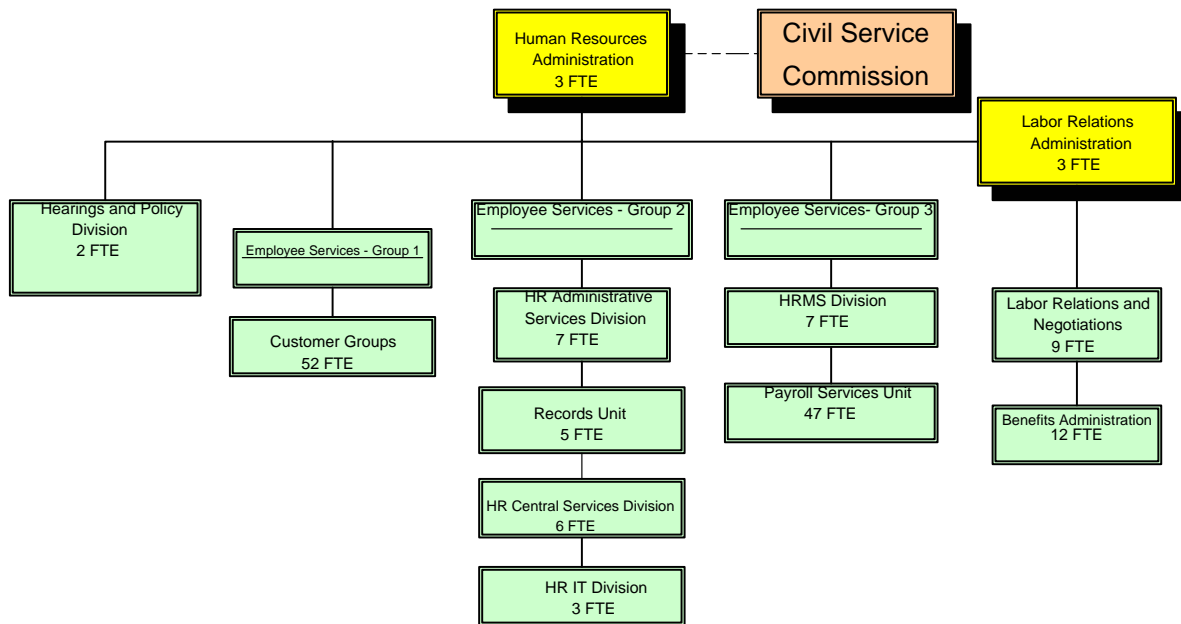 Human Resources
Administration
3 FTE
Civil Service
Commission
Labor Relations
Administration
3 FTE
Hearings and Policy
Division
2 FTE
Employee Services - Group 1
Customer Groups
52 FTE
Employee Services - Group 2
HR Administrative
Services Division
7 FTE
Records Unit
5 FTE
HR Central Services Division
6 FTE
HR IT Division
3 FTE
Employee Services- Group 3
HRMS Division
7 FTE
Payroll Services Unit
47 FTE
Labor Relations and
Negotiations
9 FTE
Benefits Administration
12 FTE